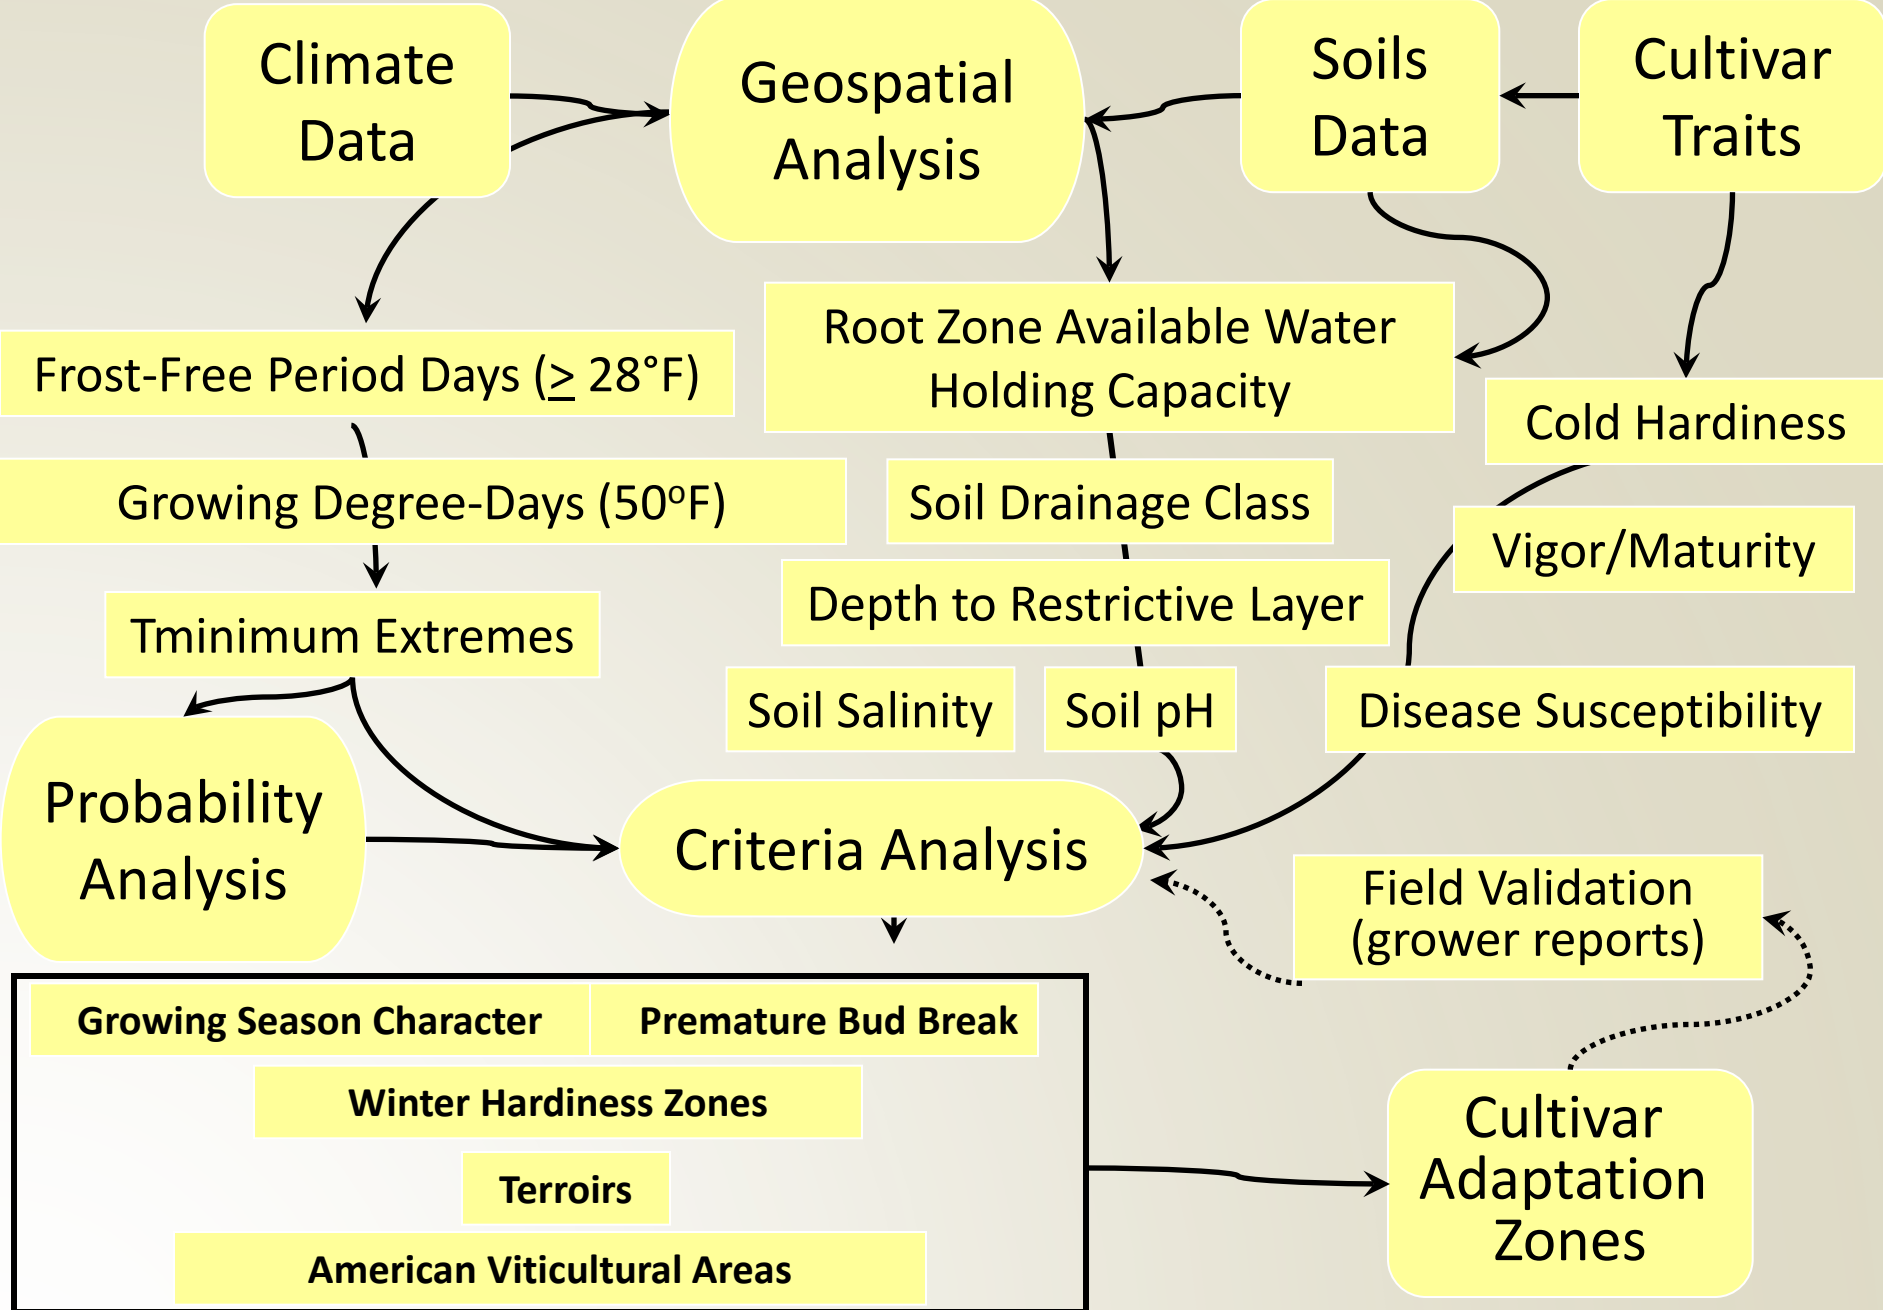 Climate
Data
Geospatial
Analysis
Soils
Data
Cultivar
Traits
Frost-Free Period Days (≥ 28°F)
Root Zone Available Water
Holding Capacity
Cold Hardiness
Growing Degree-Days (50ºF)
Soil Drainage Class
Vigor/Maturity
Depth to Restrictive Layer
Tminimum Extremes
Soil Salinity
Soil pH
Disease Susceptibility
Probability
Analysis
Criteria Analysis
Field Validation
(grower reports)
Growing Season Character
Premature Bud Break
Winter Hardiness Zones
Terroirs
American Viticultural Areas
Cultivar
Adaptation
Zones